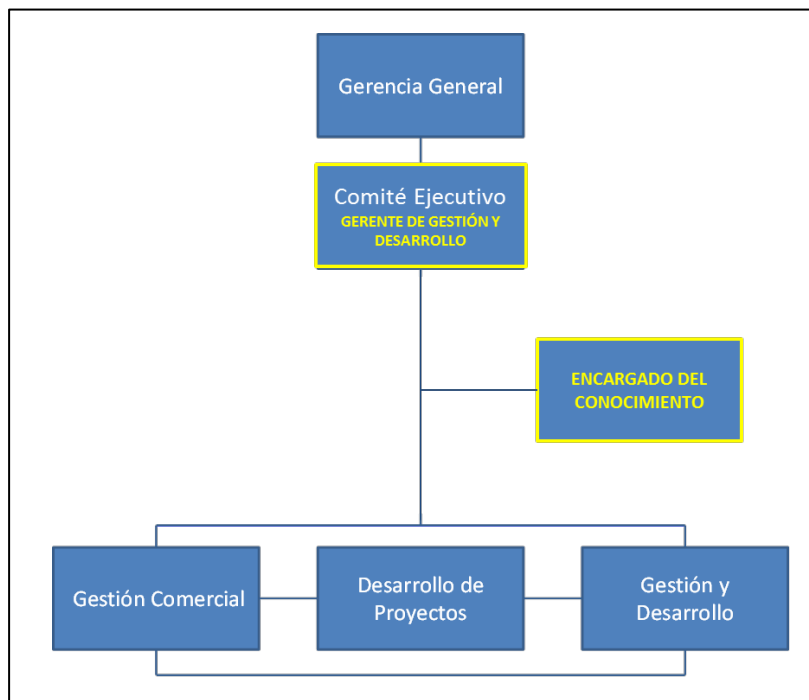 Gerencia General
Comité Ejecutivo
GERENTE DE GESTIÓN Y
DESARROLLO
ENCARGADO DEL
CONOCIMIENTO
Gestión Comercial
Desarrollo de
Proyectos
Gestión y
Desarrollo